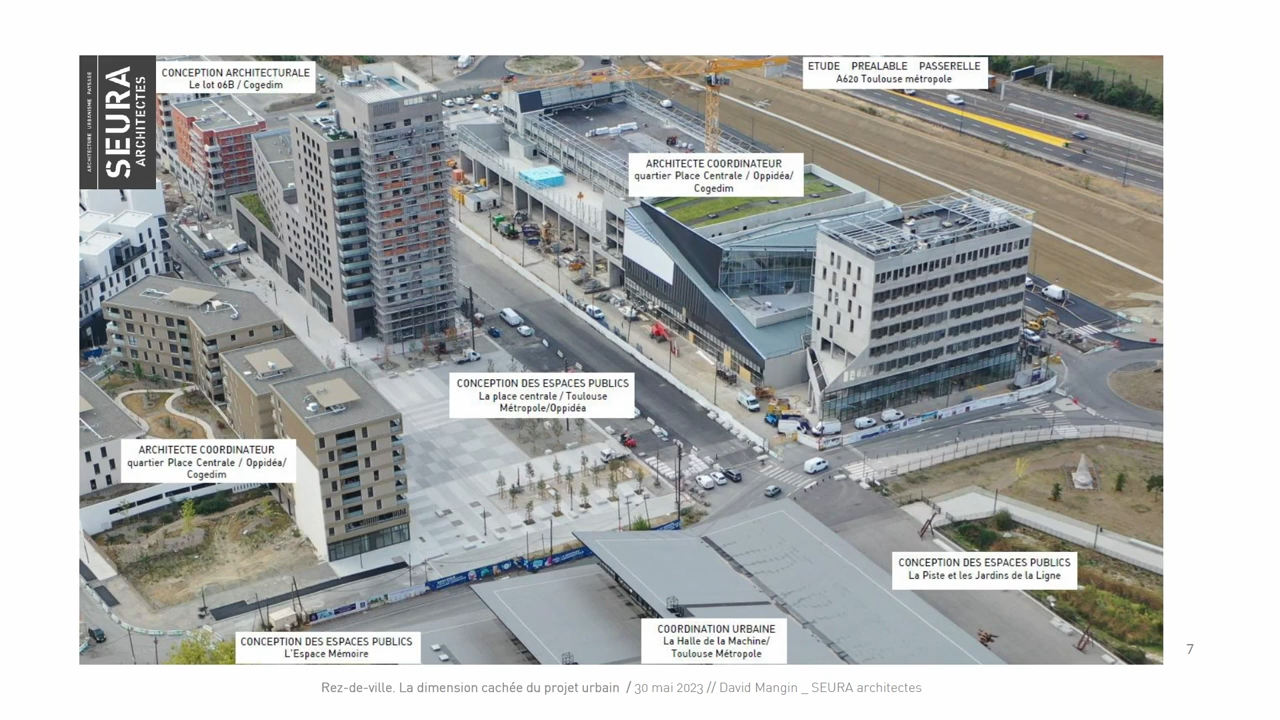 ARCHITECTURE URBANISME PAYSAGE
SEURA
ARCHITECTES
CONCEPTION ARCHITECTURALE
Le lot 06B / Cogedim
ETUDE PREALABLE PASSERELLE
A620 Toulouse métropole
ARCHITECTE COORDINATEUR
quartier Place Centrale / Oppidéa/
Cogedim
CONCEPTION DES ESPACES PUBLICS
La place centrale / Toulouse
Métropole/Oppidéa
ARCHITECTE COORDINATEUR
quartier Place Centrale / Oppidéa/
Cogedim
CONCEPTION DES ESPACES PUBLICS
La Piste et les Jardins de la Ligne
CONCEPTION DES ESPACES PUBLICS
L'Espace Mémoire
COORDINATION URBAINE
La Halle de la Machine/
Toulouse Métropole
7
Rez-de-ville. La dimension cachée du projet urbain / 30 mai 2023 // David Mangin _ SEURA architectes